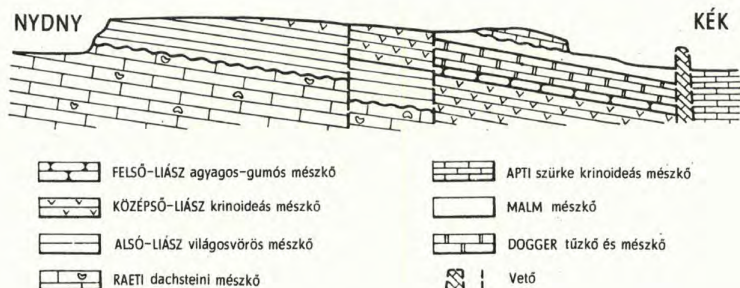 NYDNY
KÉK
FELSŐ-LIÁSZ agyagos-gumós mészkő
KÖZÉPSŐ-LIÁSZ krinoideás mészkő
ALSÓ-LIÁSZ világosvörös mészkő
RAETI dachsteini mészkő
APTI szürke krinoideás mészkő
MALM mészkő
DOGGER tűzkő és mészkő
Vető